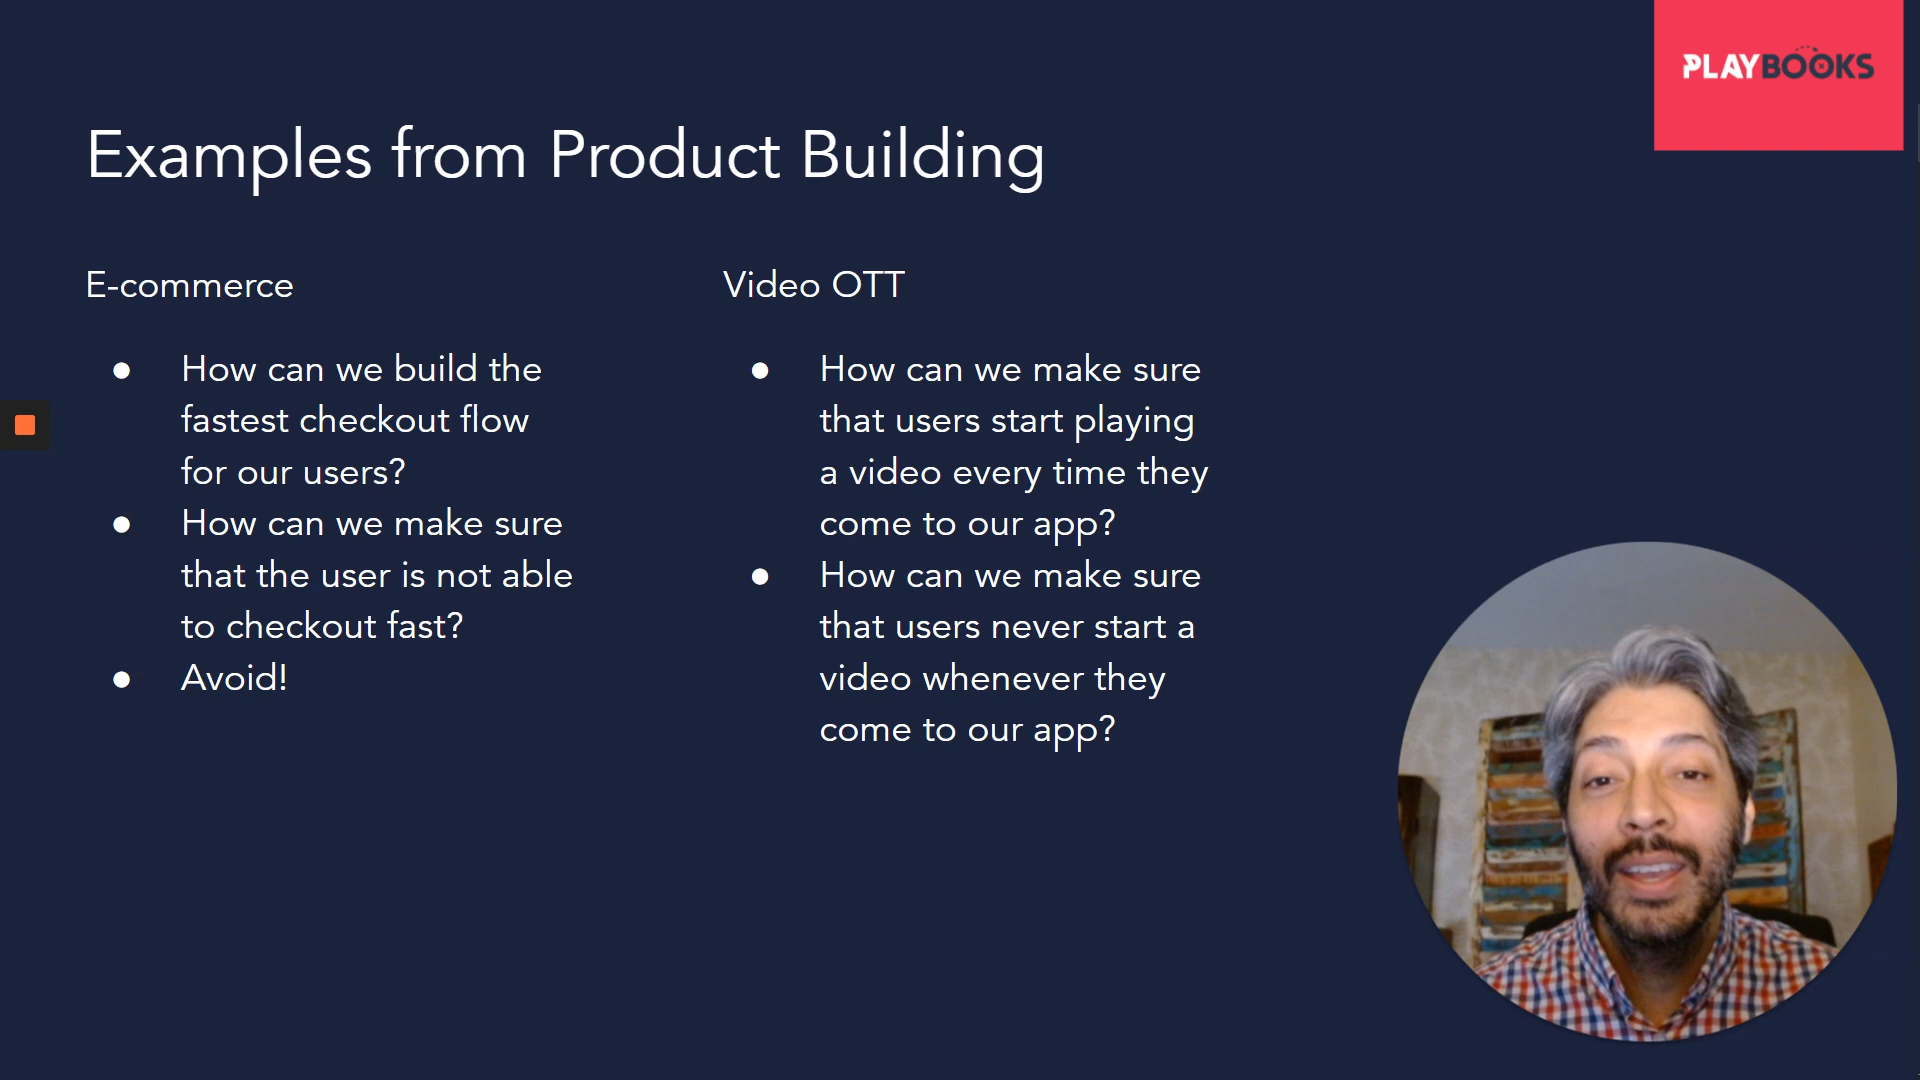 PLAYBOOKS
Examples from Product Building
E-commerce
● How can we build the
fastest checkout flow
for our users?
● How can we make sure
that the user is not able
to checkout fast?
● Avoid!
Video OTT
● How can we make sure
that users start playing
a video every time they
come to our app?
● How can we make sure
that users never start a
video whenever they
come to our app?